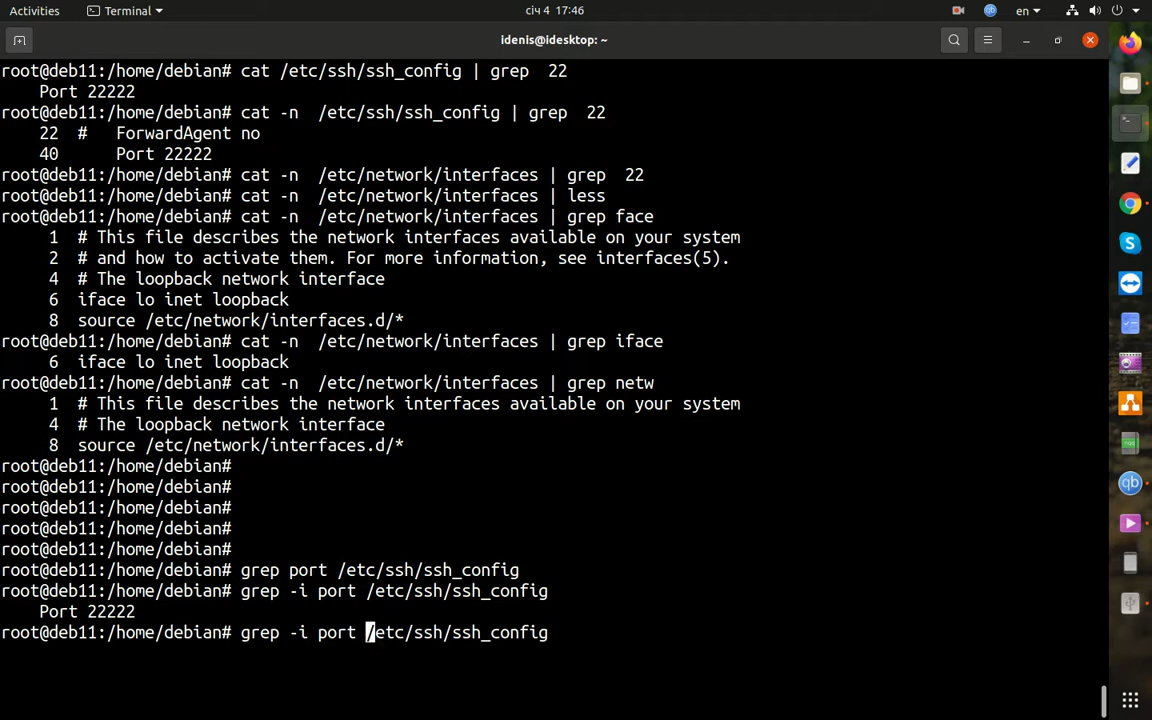 Activities Terminal січ 4 17:46 en
idenis@idesktop: ~
root@deb11:/home/debian# cat /etc/ssh/ssh_config | grep  22
    Port 22222
root@deb11:/home/debian# cat -n  /etc/ssh/ssh_config | grep  22
    22  #   ForwardAgent no
    40      Port 22222
root@deb11:/home/debian# cat -n  /etc/network/interfaces | grep  22
root@deb11:/home/debian# cat -n  /etc/network/interfaces | less
root@deb11:/home/debian# cat -n  /etc/network/interfaces | grep face
     1  # This file describes the network interfaces available on your system
     2  # and how to activate them. For more information, see interfaces(5).
     4  # The loopback network interface
     6  iface lo inet loopback
     8  source /etc/network/interfaces.d/*
root@deb11:/home/debian# cat -n  /etc/network/interfaces | grep iface
     6  iface lo inet loopback
root@deb11:/home/debian# cat -n  /etc/network/interfaces | grep netw
     1  # This file describes the network interfaces available on your system
     4  # The loopback network interface
     8  source /etc/network/interfaces.d/*
root@deb11:/home/debian#
root@deb11:/home/debian#
root@deb11:/home/debian#
root@deb11:/home/debian#
root@deb11:/home/debian#
root@deb11:/home/debian# grep port /etc/ssh/ssh_config
root@deb11:/home/debian# grep -i port /etc/ssh/ssh_config
    Port 22222
root@deb11:/home/debian# grep -i port /etc/ssh/ssh_config